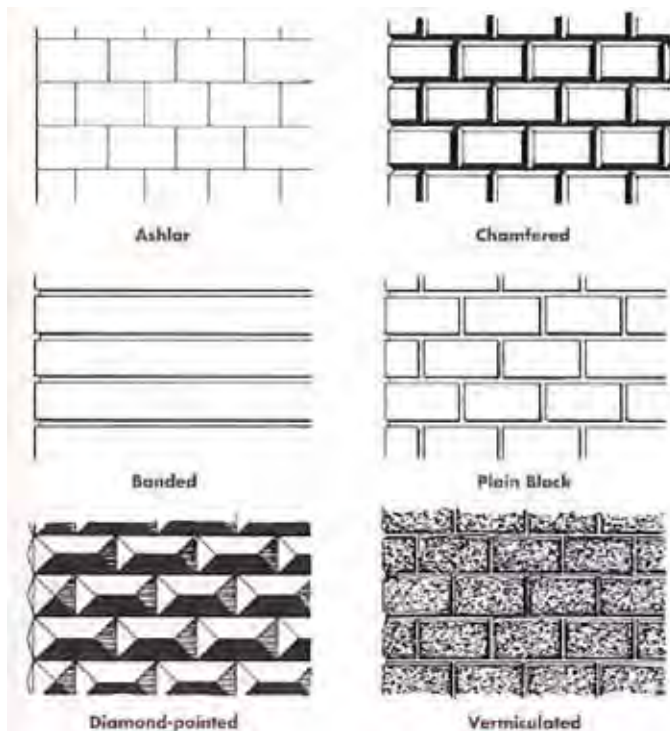 Ashlar
Chamfered
Banded
Plain Block
Diamond-pointed
Vermiculated